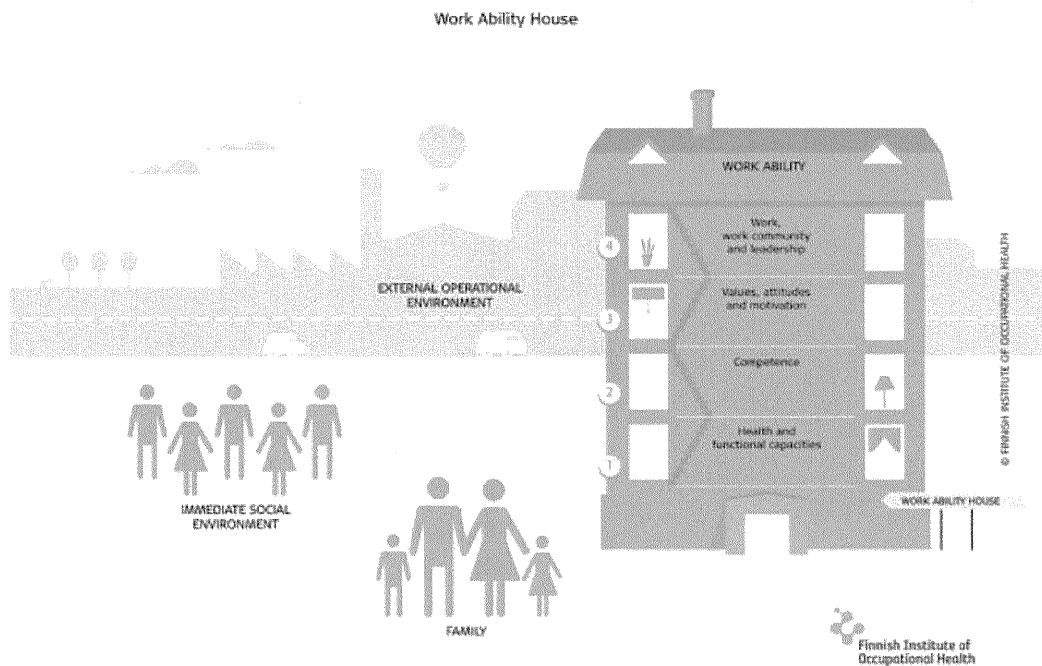 Work Ability House
WORK ABILITY
4
Work,
work community
and leadership
EXTERNAL OPERATIONAL
ENVIRONMENT
3
Values, attitudes
and motivation
2
Competence
1
Health and
functional capacities
WORK ABILITY HOUSE
IMMEDIATE SOCIAL
ENVIRONMENT
FAMILY
© FINNISH INSTITUTE OF OCCUPATIONAL HEALTH
Finnish Institute of
Occupational Health